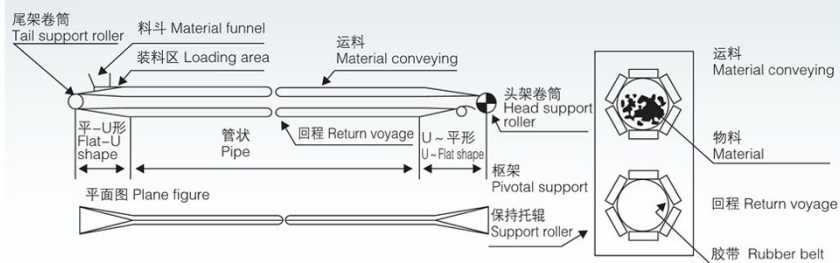 尾架卷筒
Tail support roller
料斗 Material funnel
装料区 Loading area
运料
Material conveying
头架卷筒
Head support
roller
平-U形
Flat-U
shape
管状
Pipe
回程 Return voyage
U～平形
U～Flat shape
枢架
Pivotal support
平面图 Plane figure
保持托辊
Support roller
运料
Material conveying
物料
Material
回程 Return voyage
胶带 Rubber belt